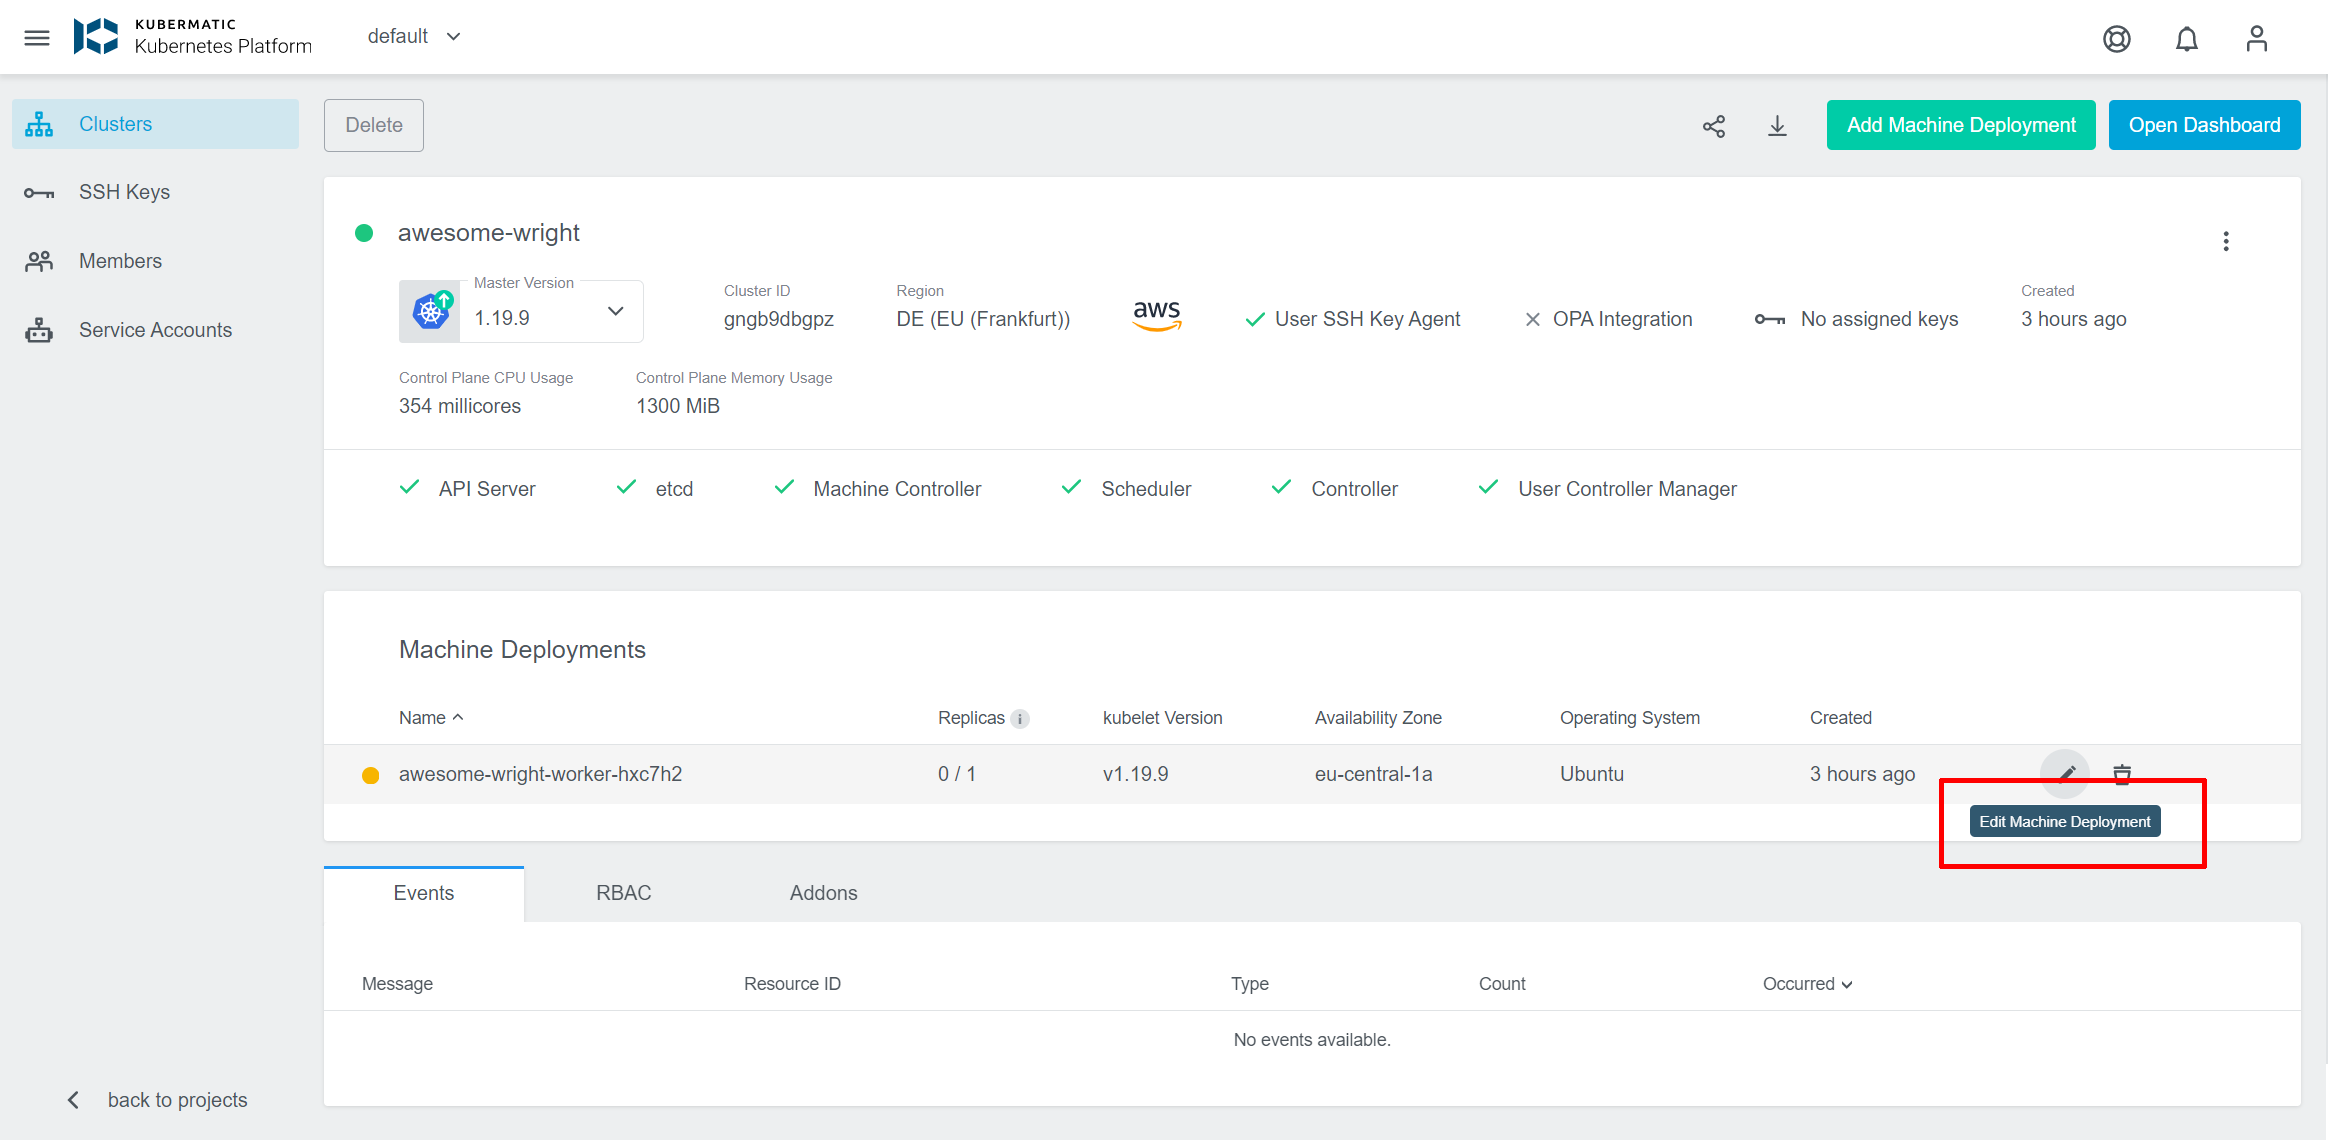 KUBERMATIC
Kubernetes Platform
default
Clusters
SSH Keys
Members
Service Accounts
back to projects
Delete
Add Machine Deployment
Open Dashboard
awesome-wright
Master Version
1.19.9
Cluster ID
gngb9dbgpz
Region
DE (EU (Frankfurt))
aws
User SSH Key Agent
OPA Integration
No assigned keys
Created
3 hours ago
Control Plane CPU Usage
354 millicores
Control Plane Memory Usage
1300 MiB
API Server
etcd
Machine Controller
Scheduler
Controller
User Controller Manager
Machine Deployments
Name Replicas i kubelet Version Availability Zone Operating System Created
awesome-wright-worker-hxc7h2 0 / 1 v1.19.9 eu-central-1a Ubuntu 3 hours ago
Edit Machine Deployment
Events RBAC Addons
Message Resource ID Type Count Occurred
No events available.